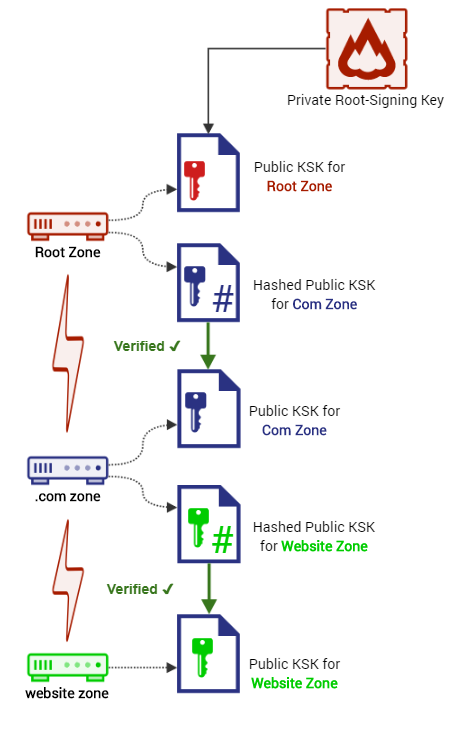 Private Root-Signing Key
Public KSK for
Root Zone
Root Zone
Hashed Public KSK
# for Com Zone
Verified ✓
Public KSK for
Com Zone
.com zone
Hashed Public KSK
# for Website Zone
Verified ✓
Public KSK for
Website Zone
website zone